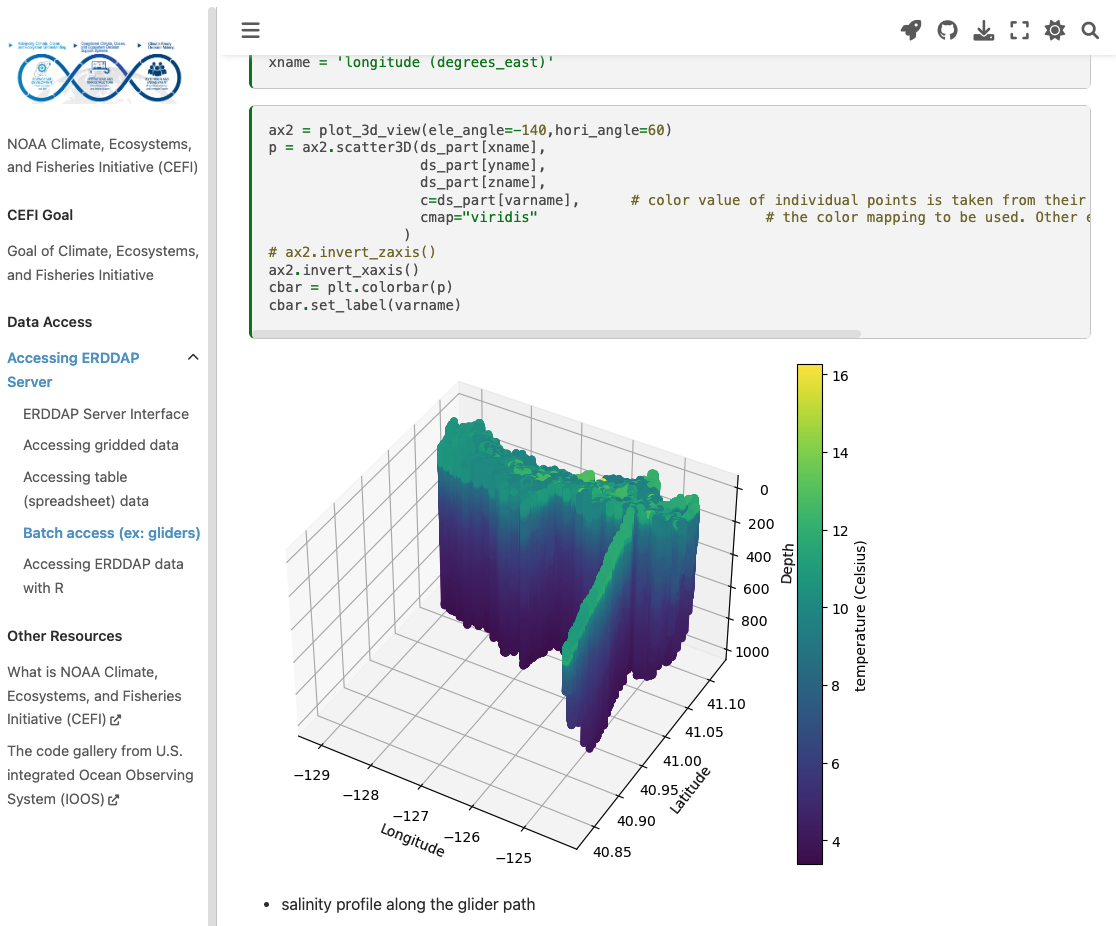 NOAA Climate, Ecosystems,
and Fisheries Initiative (CEFI)
CEFI Goal
Goal of Climate, Ecosystems,
and Fisheries Initiative
Data Access
Accessing ERDDAP
Server
ERDDAP Server Interface
Accessing gridded data
Accessing table
(spreadsheet) data
Batch access (ex: gliders)
Accessing ERDDAP data
with R
Other Resources
What is NOAA Climate,
Ecosystems, and Fisheries
Initiative (CEFI)
The code gallery from U.S.
integrated Ocean Observing
System (IOOS)
xname = 'longitude (degrees_east)'
ax2 = plot_3d_view(ele_angle=-140,hori_angle=60)
p = ax2.scatter3D(ds_part[xname],
ds_part[yname],
ds_part[zname],
c=ds_part[varname],      # color value of individual points is taken from their
cmap="viridis"                           # the color mapping to be used. Other
)
# ax2.invert_zaxis()
ax2.invert_xaxis()
cbar = plt.colorbar(p)
cbar.set_label(varname)
0
200
400
600
800
1000
Depth
41.10
41.05
41.00
40.95
40.90
40.85
Latitude
−129
−128
−127
−126
−125
Longitude
16
14
12
10
8
6
4
temperature (Celsius)
• salinity profile along the glider path